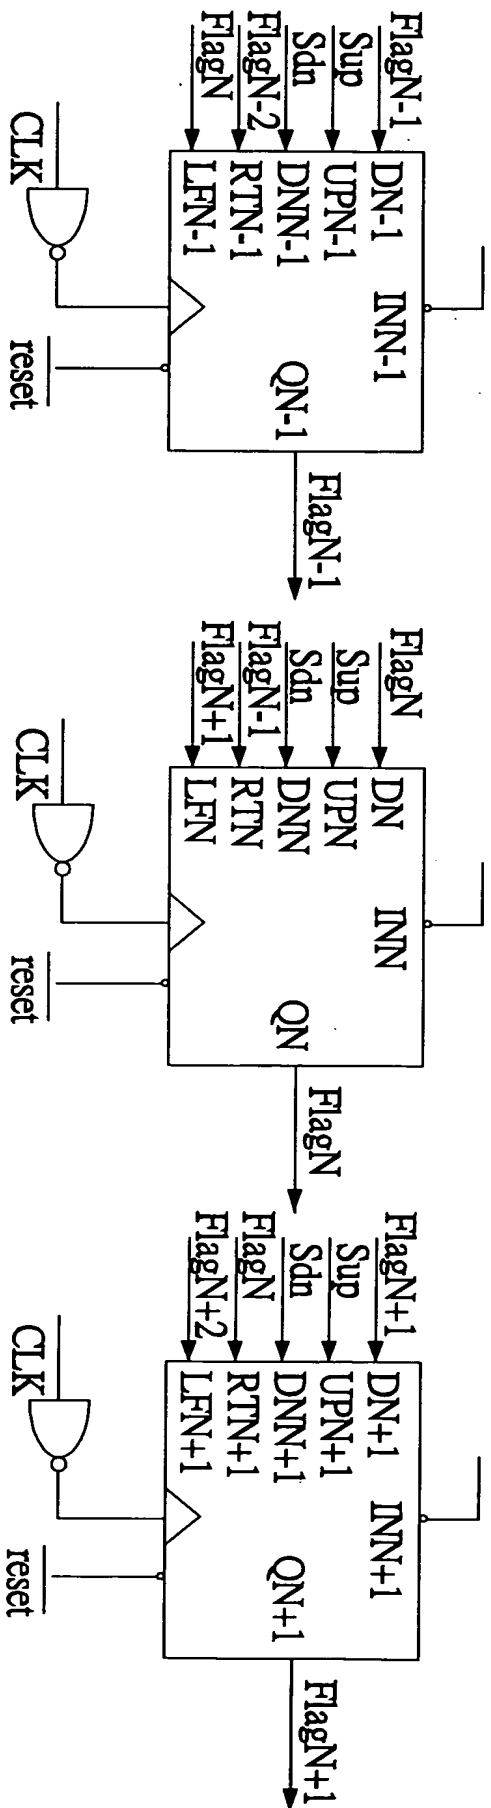 FlagN-1
Sup
Sdn
FlagN-2
FlagN
DN-1
UPN-1
DNN-1
RTN-1
LFN-1
INN-1
QN-1
FlagN-1
CLK
reset
FlagN
Sup
Sdn
FlagN-1
FlagN+1
DN
UPN
DNN
RTN
LFN
INN
QN
FlagN
CLK
reset
FlagN+1
Sup
Sdn
FlagN
FlagN+2
DN+1
UPN+1
DNN+1
RTN+1
LFN+1
INN+1
QN+1
FlagN+1
CLK
reset